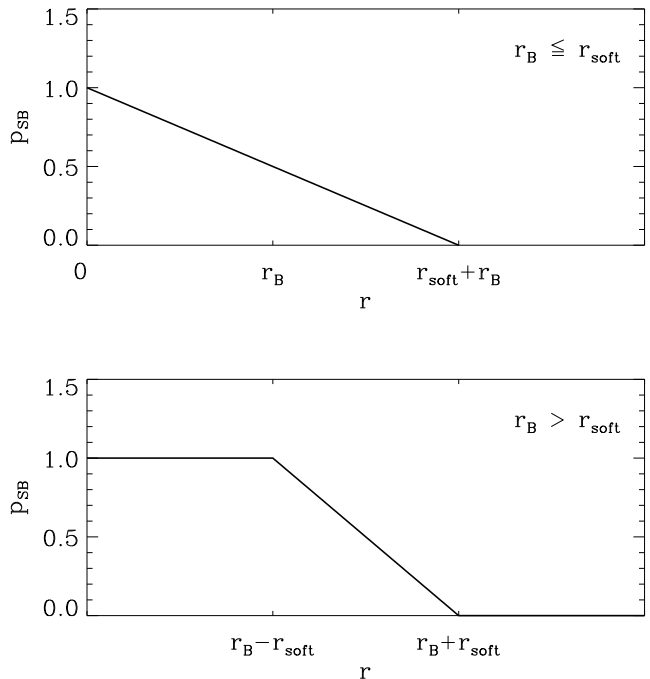 1.5
r_B ≦ r_soft
1.0
p_SB
0.5
0.0
0 r_B r_soft+r_B
r
1.5
r_B > r_soft
1.0
p_SB
0.5
0.0
r_B−r_soft r_B+r_soft
r